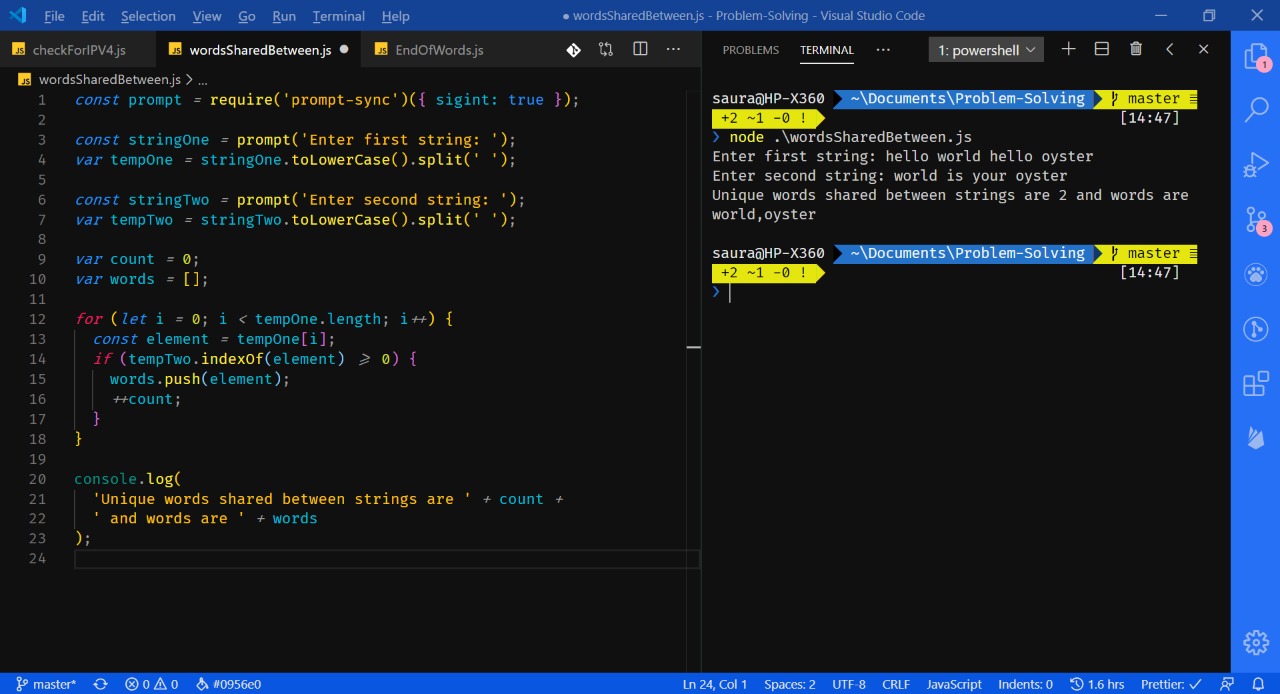 File Edit Selection View Go Run Terminal Help ● wordsSharedBetween.js - Problem-Solving - Visual Studio Code
JS checkForIPV4.js JS wordsSharedBetween.js ● JS EndOfWords.js ···
JS wordsSharedBetween.js > ...
1 const prompt = require('prompt-sync')({ sigint: true });
2
3 const stringOne = prompt('Enter first string: ');
4 var tempOne = stringOne.toLowerCase().split(' ');
5
6 const stringTwo = prompt('Enter second string: ');
7 var tempTwo = stringTwo.toLowerCase().split(' ');
8
9 var count = 0;
10 var words = [];
11
12 for (let i = 0; i < tempOne.length; i++) {
13 const element = tempOne[i];
14 if (tempTwo.indexOf(element) >= 0) {
15 words.push(element);
16 ++count;
17 }
18 }
19
20 console.log(
21 'Unique words shared between strings are ' + count +
22 ' and words are ' + words
23 );
24
PROBLEMS TERMINAL ··· 1: powershell
saura@HP-X360 ~\Documents\Problem-Solving master ≡
+2 ~1 -0 ! [14:47]
❯ node .\wordsSharedBetween.js
Enter first string: hello world hello oyster
Enter second string: world is your oyster
Unique words shared between strings are 2 and words are
world,oyster
saura@HP-X360 ~\Documents\Problem-Solving master ≡
+2 ~1 -0 ! [14:47]
❯
1
3
master* 0 0 #0956e0 Ln 24, Col 1 Spaces: 2 UTF-8 CRLF JavaScript Indents: 0 1.6 hrs Prettier: ✓